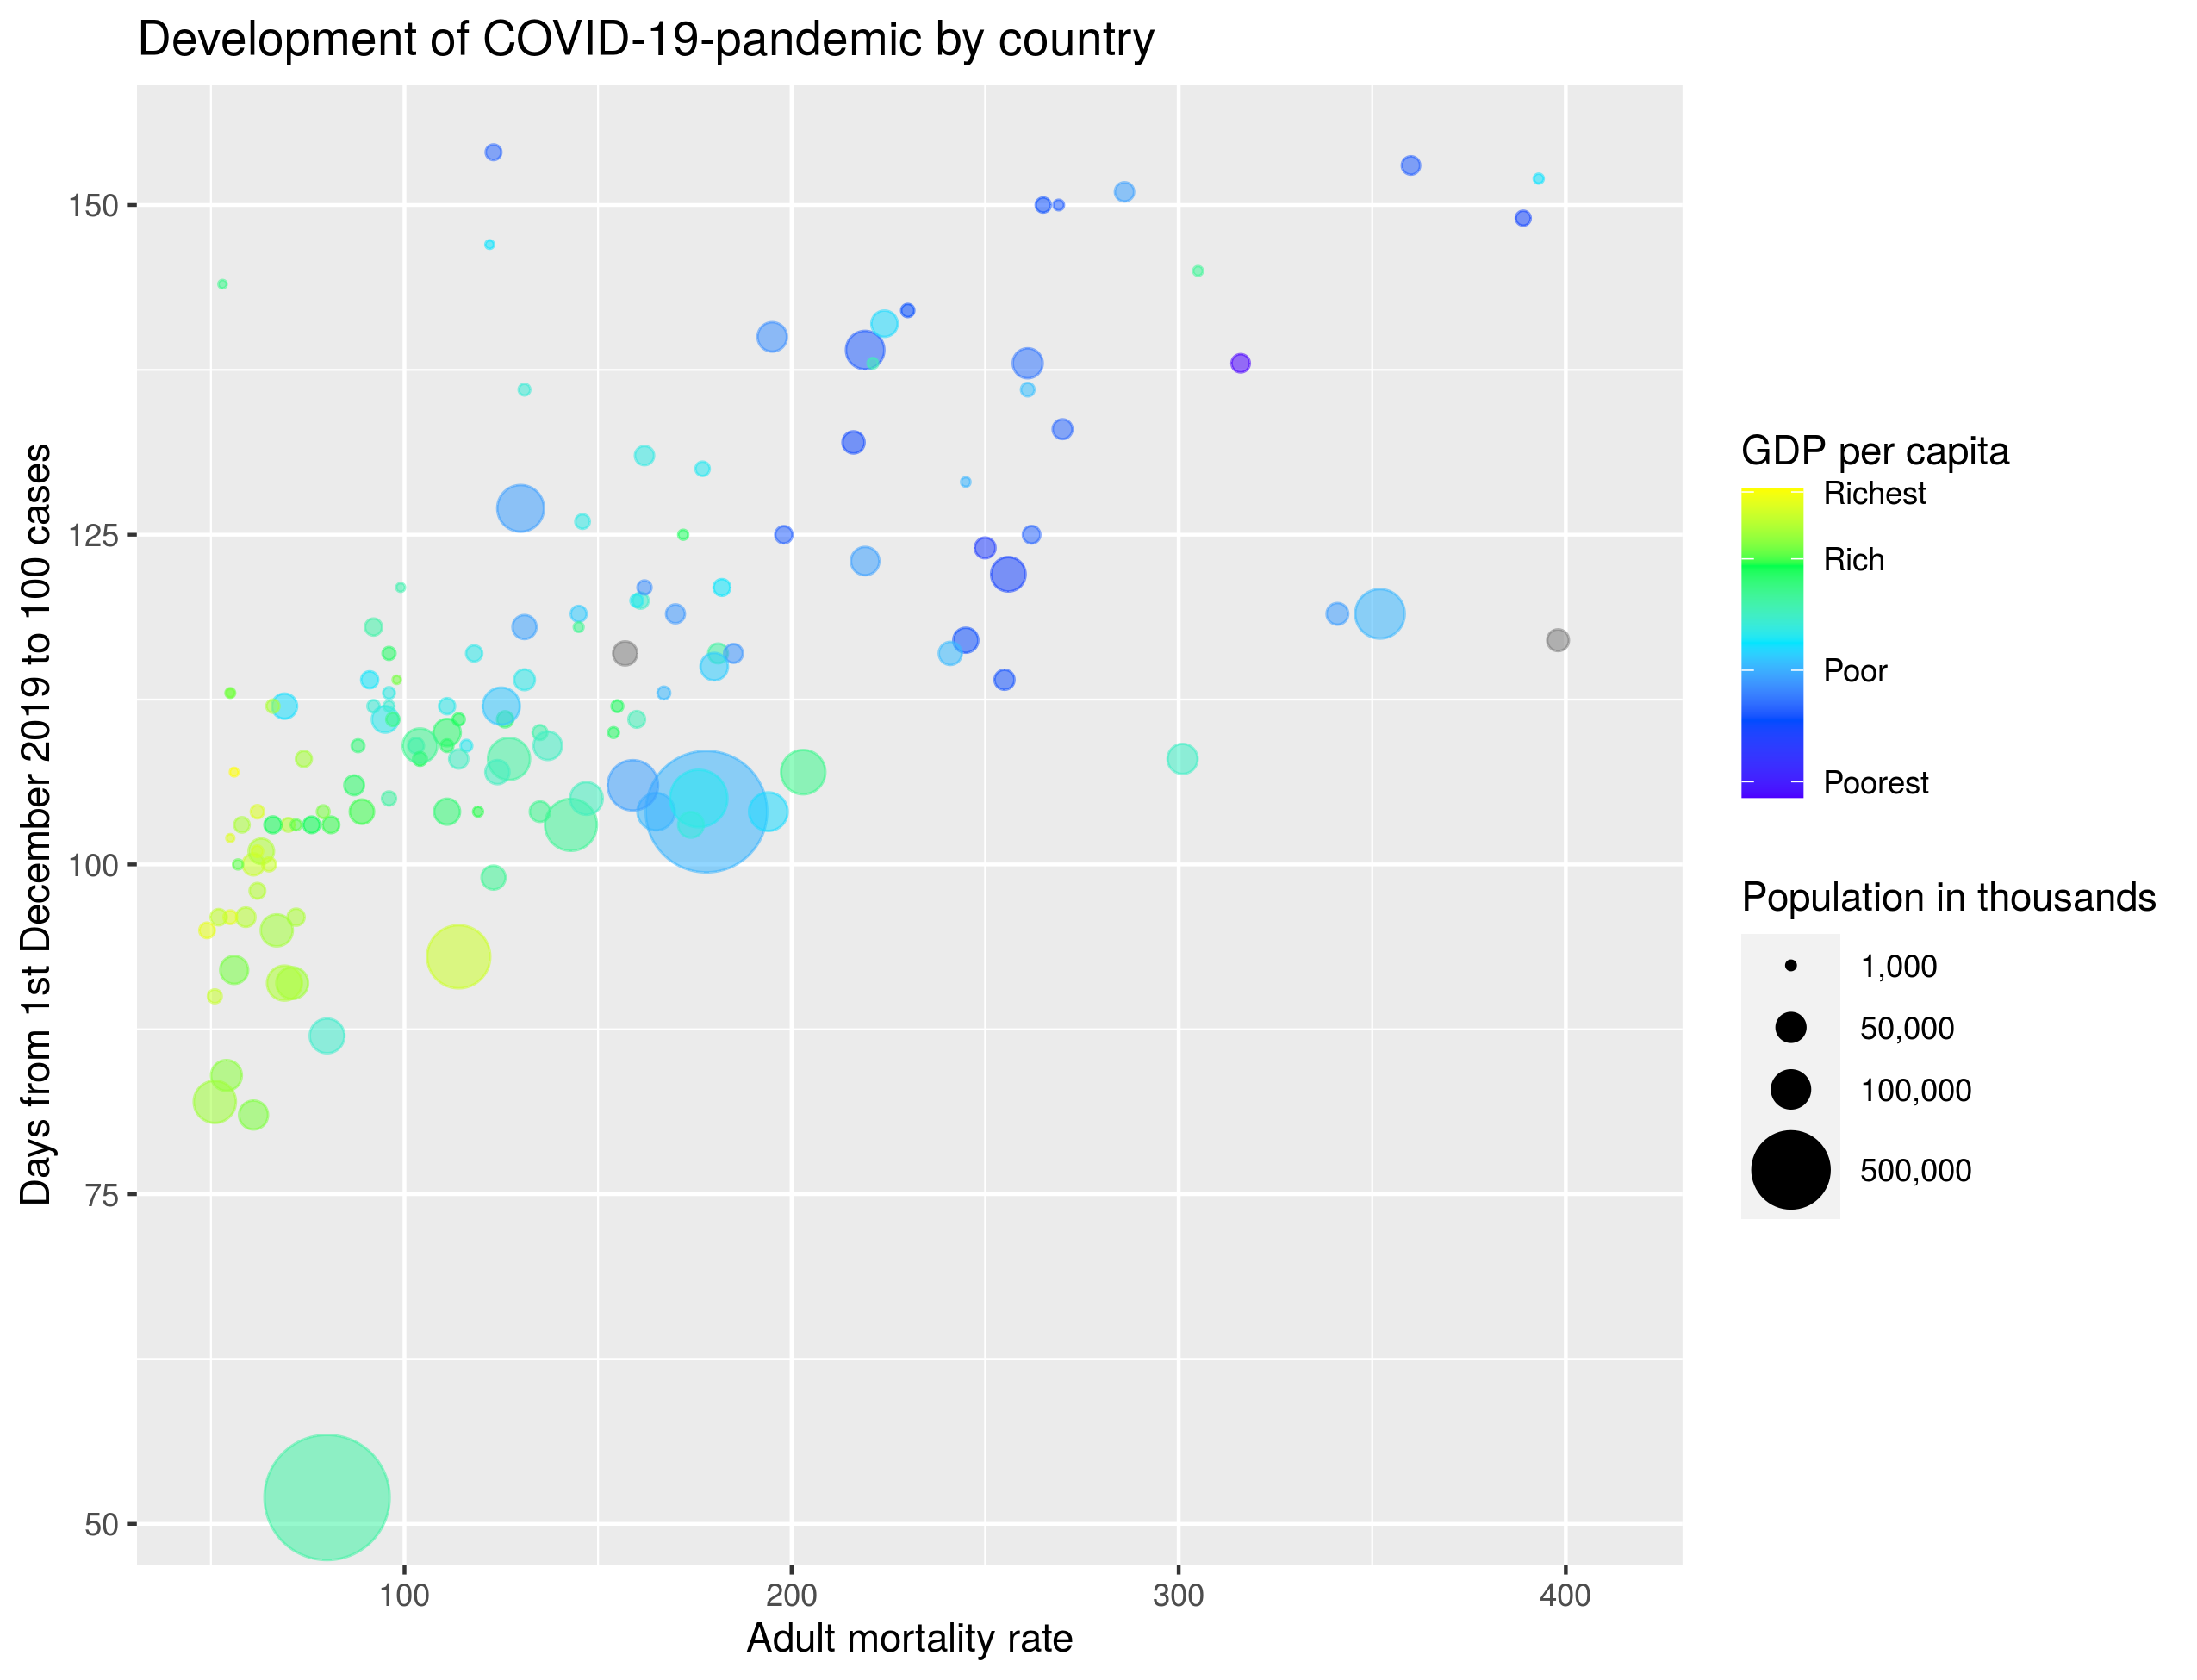 Development of COVID-19-pandemic by country
Days from 1st December 2019 to 100 cases
150
125
100
75
50
100
200
300
400
Adult mortality rate
GDP per capita
Richest
Rich
Poor
Poorest
Population in thousands
1,000
50,000
100,000
500,000